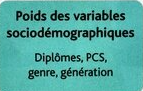 Poids des variables
sociodémographiques
Diplômes, PCS,
genre, génération